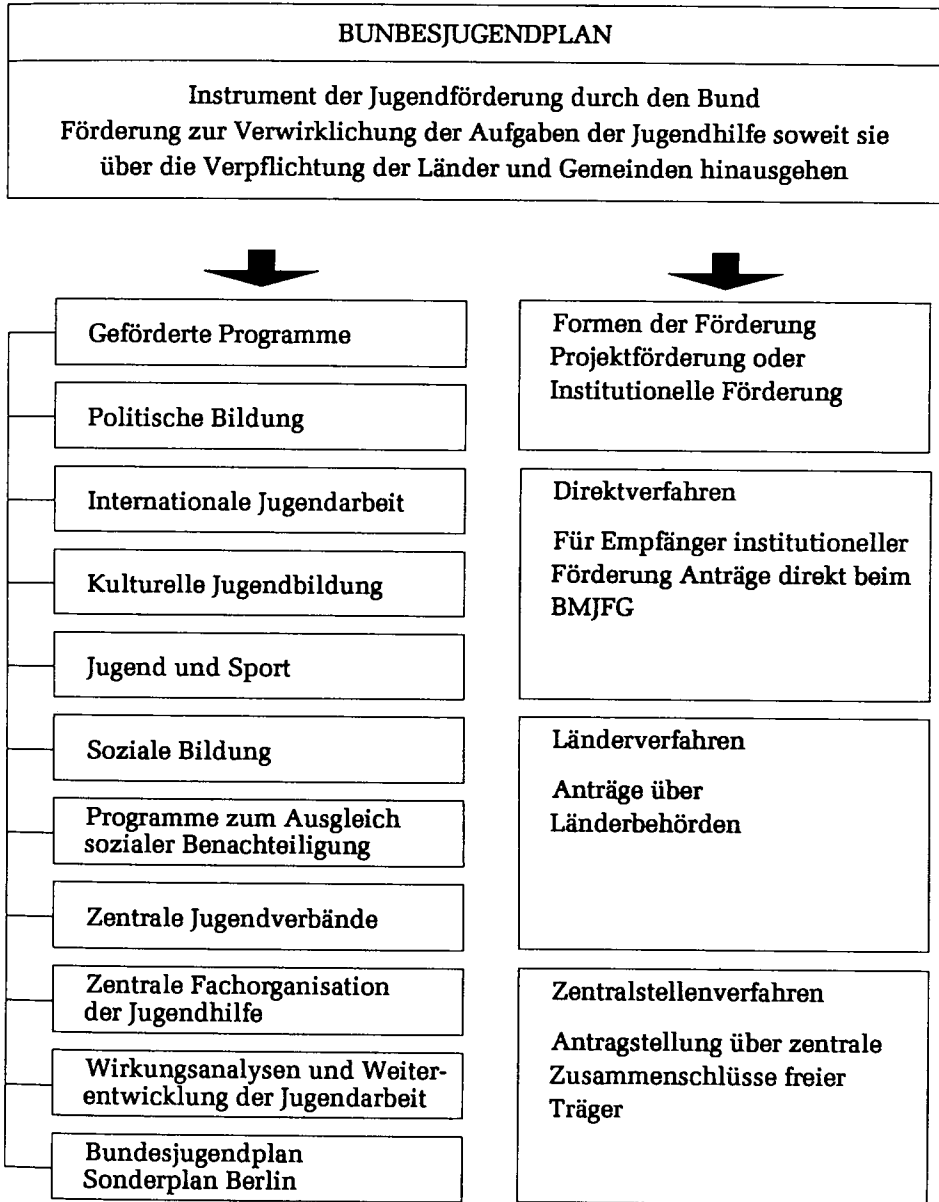 BUNBESJUGENDPLAN
Instrument der Jugendförderung durch den Bund
Förderung zur Verwirklichung der Aufgaben der Jugendhilfe soweit sie
über die Verpflichtung der Länder und Gemeinden hinausgehen
Geförderte Programme
Politische Bildung
Internationale Jugendarbeit
Kulturelle Jugendbildung
Jugend und Sport
Soziale Bildung
Programme zum Ausgleich
sozialer Benachteiligung
Zentrale Jugendverbände
Zentrale Fachorganisation
der Jugendhilfe
Wirkungsanalysen und Weiter-
entwicklung der Jugendarbeit
Bundesjugendplan
Sonderplan Berlin
Formen der Förderung
Projektförderung oder
Institutionelle Förderung
Direktverfahren
Für Empfänger institutioneller
Förderung Anträge direkt beim
BMJFG
Länderverfahren
Anträge über
Länderbehörden
Zentralstellenverfahren
Antragstellung über zentrale
Zusammenschlüsse freier
Träger